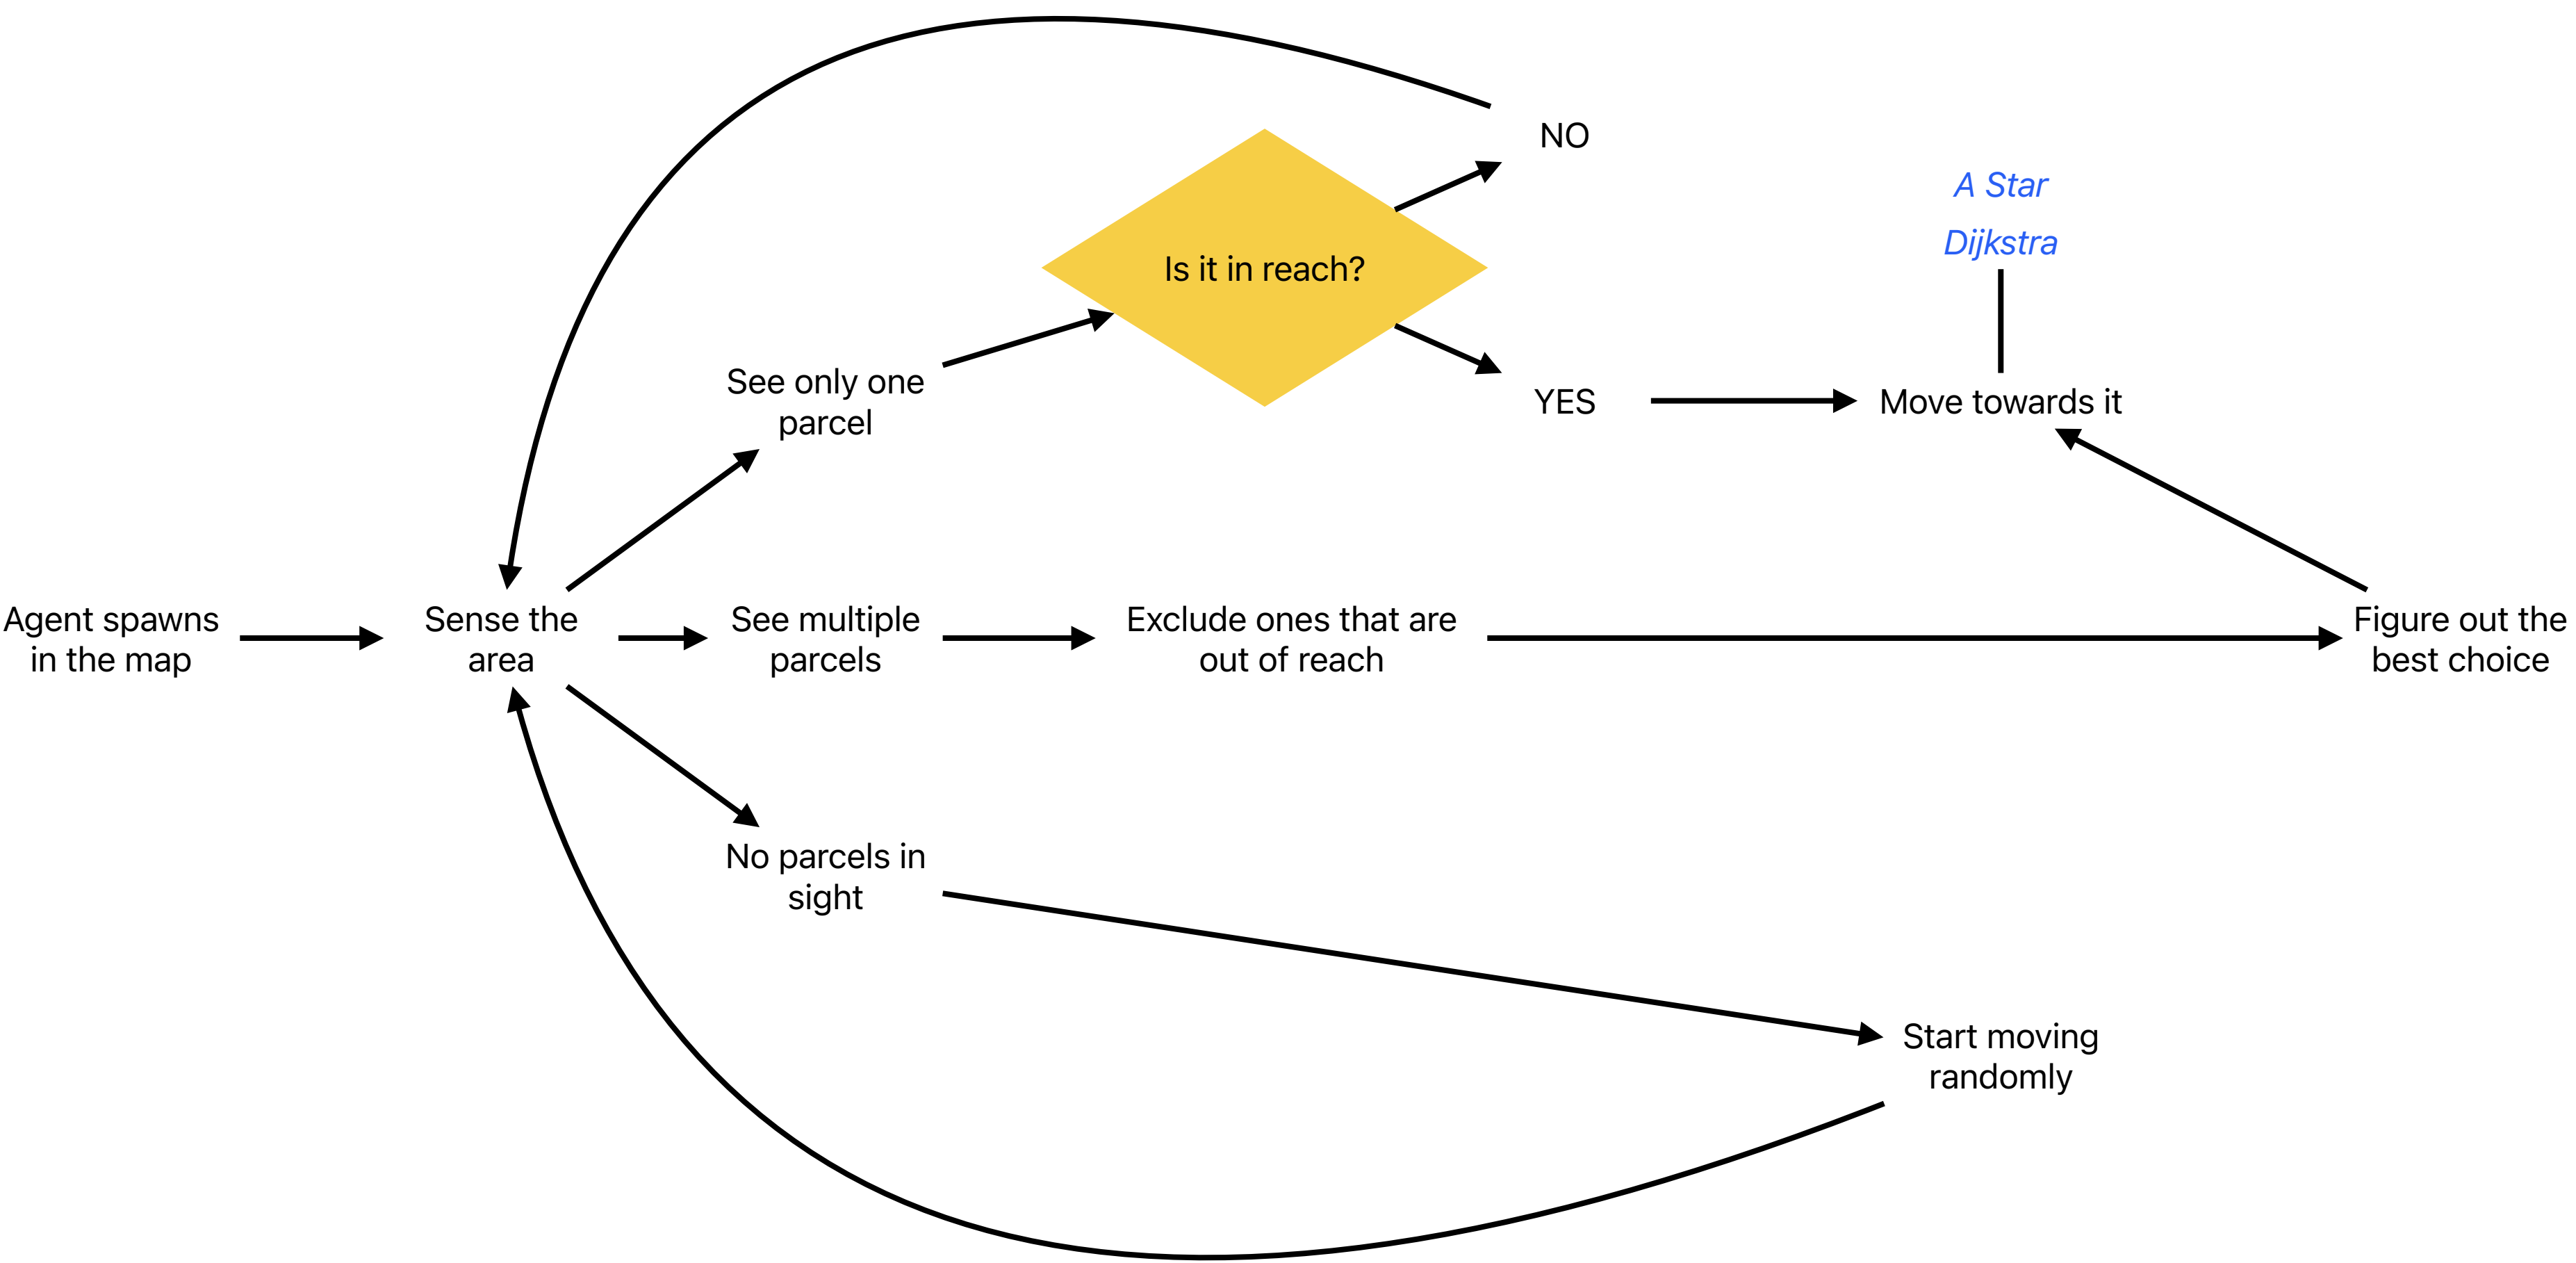 NO
A Star
Dijkstra
Is it in reach?
See only one
parcel
YES
Move towards it
Agent spawns
in the map
Sense the
area
See multiple
parcels
Exclude ones that are
out of reach
Figure out the
best choice
No parcels in
sight
Start moving
randomly